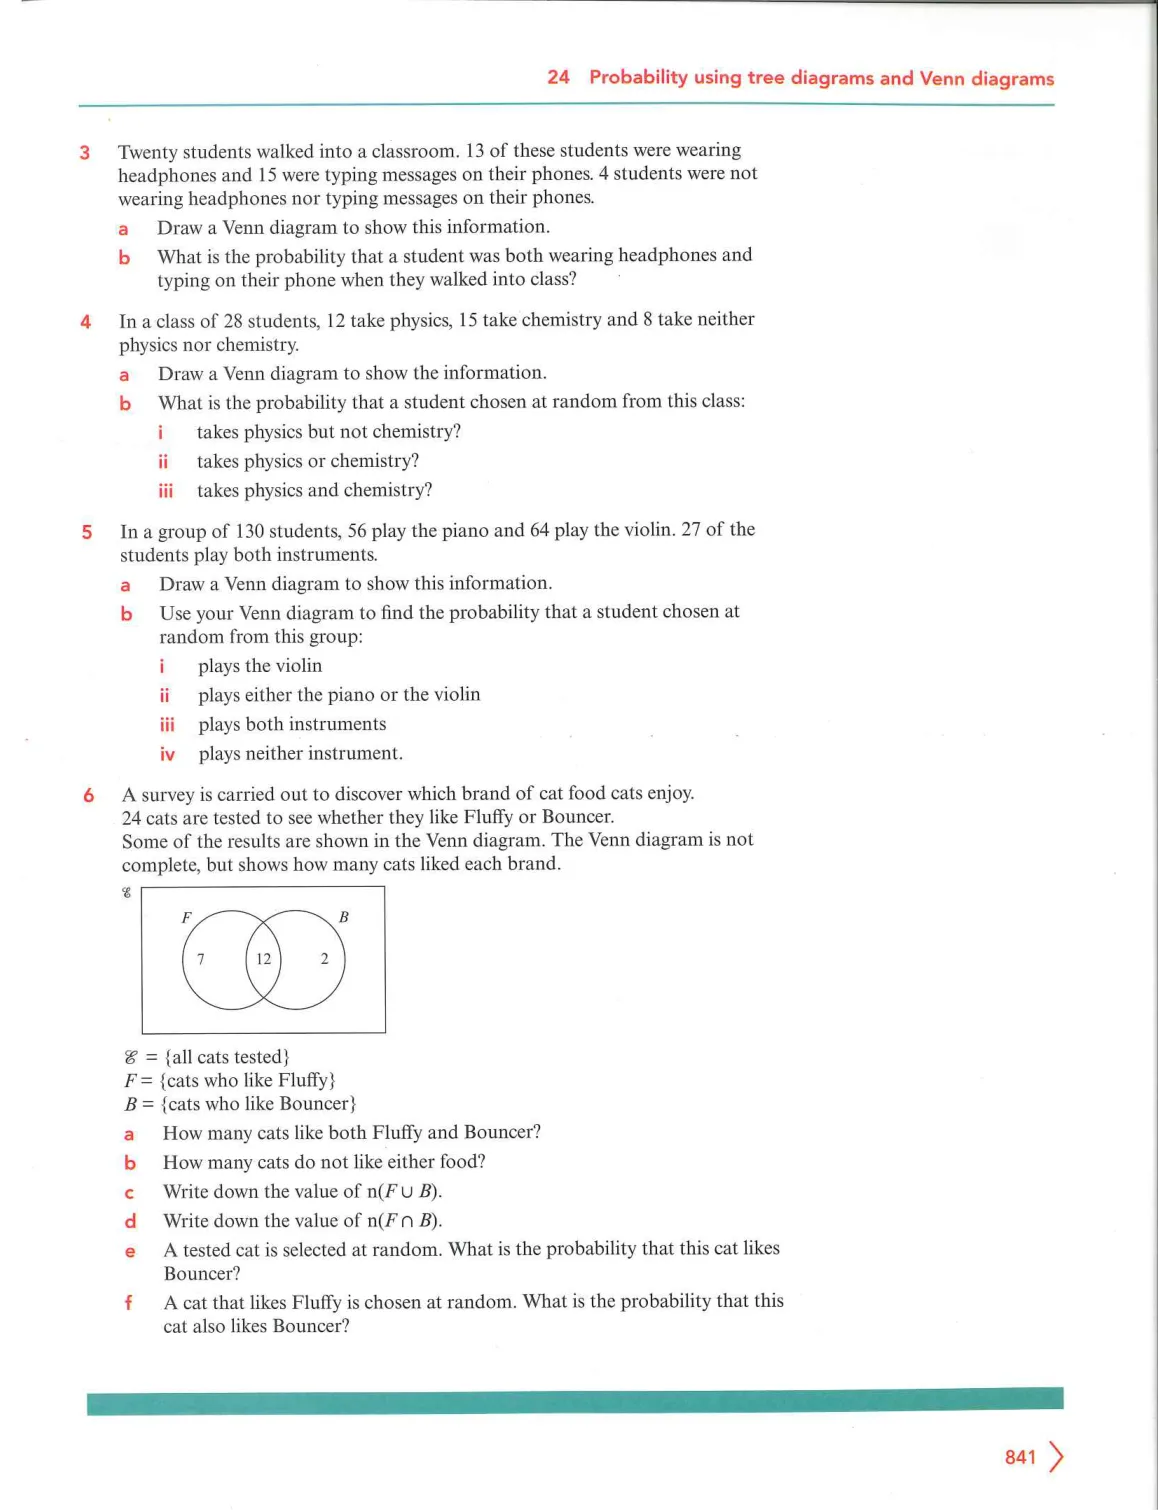 24 Probability using tree diagrams and Venn diagrams
3 Twenty students walked into a classroom. 13 of these students were wearing
headphones and 15 were typing messages on their phones. 4 students were not
wearing headphones nor typing messages on their phones.
a Draw a Venn diagram to show this information.
b What is the probability that a student was both wearing headphones and
typing on their phone when they walked into class?
4 In a class of 28 students, 12 take physics, 15 take chemistry and 8 take neither
physics nor chemistry.
a Draw a Venn diagram to show the information.
b What is the probability that a student chosen at random from this class:
i takes physics but not chemistry?
ii takes physics or chemistry?
iii takes physics and chemistry?
5 In a group of 130 students, 56 play the piano and 64 play the violin. 27 of the
students play both instruments.
a Draw a Venn diagram to show this information.
b Use your Venn diagram to find the probability that a student chosen at
random from this group:
i plays the violin
ii plays either the piano or the violin
iii plays both instruments
iv plays neither instrument.
6 A survey is carried out to discover which brand of cat food cats enjoy.
24 cats are tested to see whether they like Fluffy or Bouncer.
Some of the results are shown in the Venn diagram. The Venn diagram is not
complete, but shows how many cats liked each brand.
ℰ
F B
7 12 2
ℰ = {all cats tested}
F = {cats who like Fluffy}
B = {cats who like Bouncer}
a How many cats like both Fluffy and Bouncer?
b How many cats do not like either food?
c Write down the value of n(F ∪ B).
d Write down the value of n(F ∩ B).
e A tested cat is selected at random. What is the probability that this cat likes
Bouncer?
f A cat that likes Fluffy is chosen at random. What is the probability that this
cat also likes Bouncer?
841